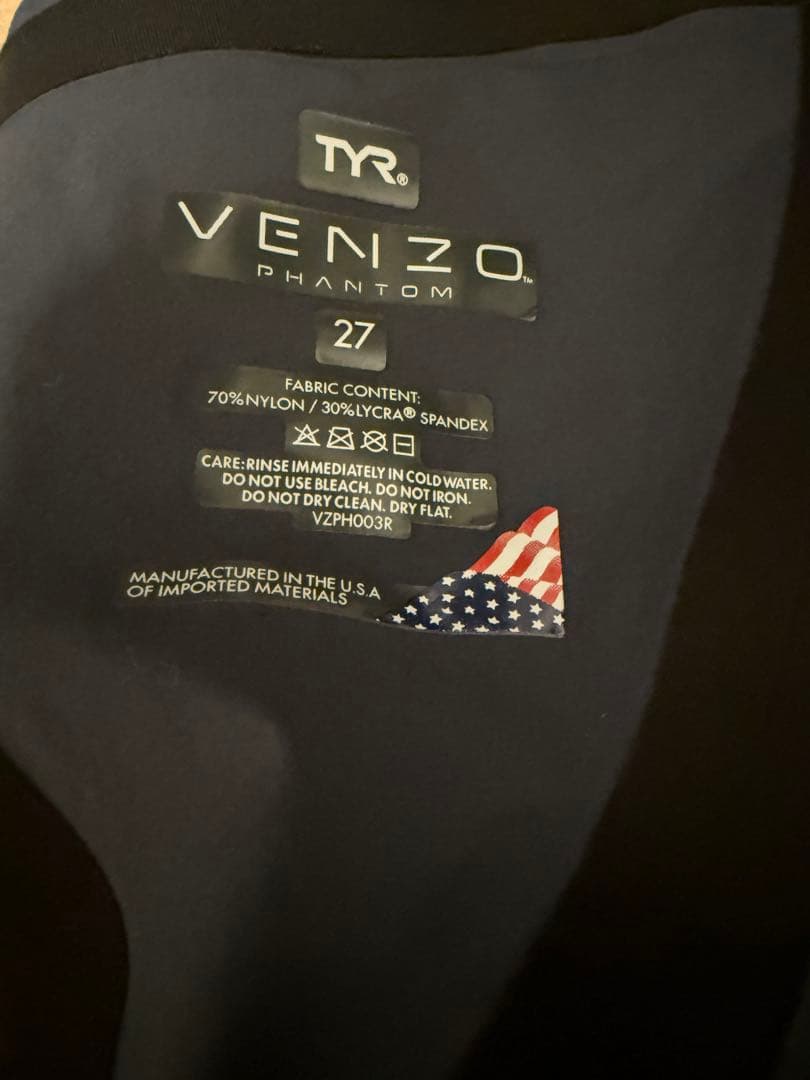 TYR®
VENZO™
PHANTOM
27
FABRIC CONTENT:
70%NYLON / 30%LYCRA® SPANDEX
CARE:RINSE IMMEDIATELY IN COLD WATER.
DO NOT USE BLEACH. DO NOT IRON.
DO NOT DRY CLEAN. DRY FLAT.
VZPH003R
MANUFACTURED IN THE U.S.A
OF IMPORTED MATERIALS